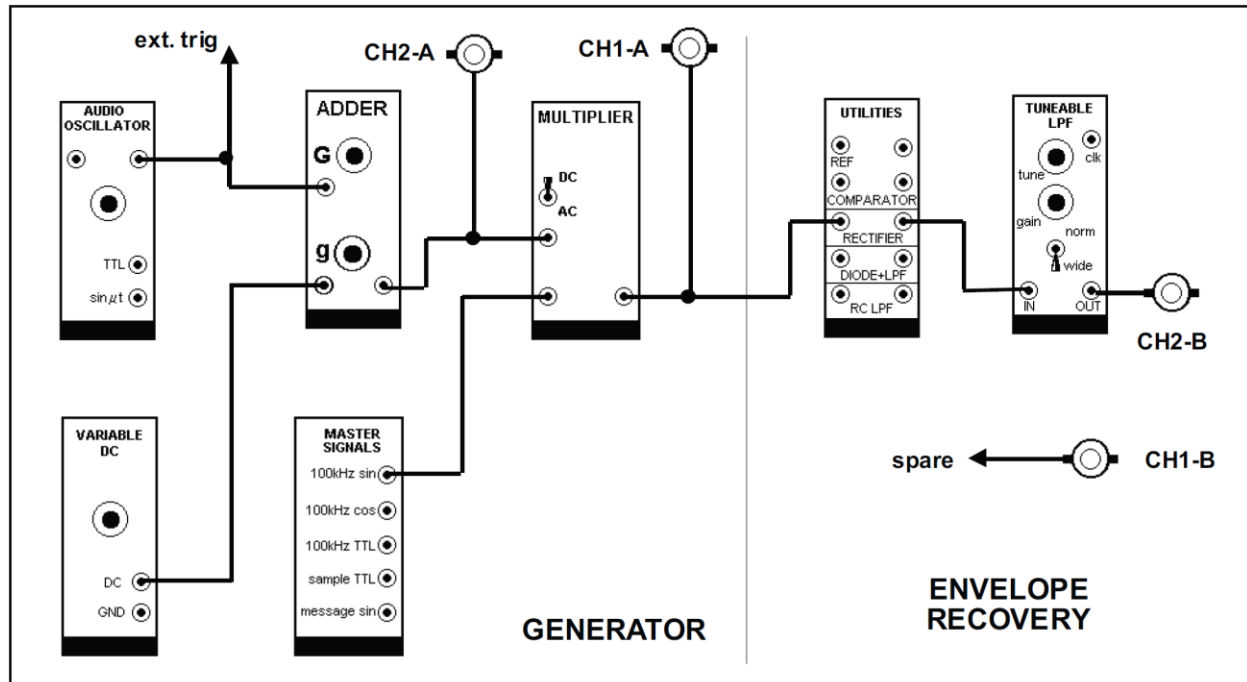 ext. trig
CH2-A
CH1-A
AUDIO
OSCILLATOR
TTL
sin μt
ADDER
G
g
MULTIPLIER
DC
AC
UTILITIES
REF
COMPARATOR
RECTIFIER
DIODE+LPF
RC LPF
TUNEABLE
LPF
clk
tune
gain
norm
wide
IN
OUT
CH2-B
VARIABLE
DC
DC
GND
MASTER
SIGNALS
100kHz sin
100kHz cos
100kHz TTL
sample TTL
message sin
spare
CH1-B
GENERATOR
ENVELOPE
RECOVERY